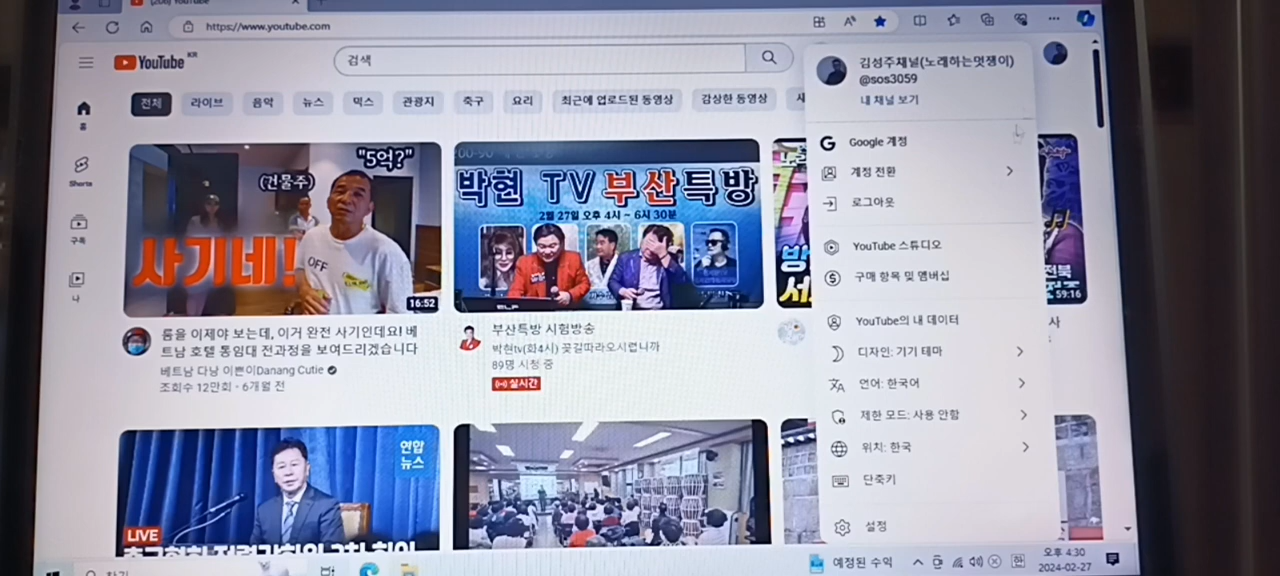 YouTube
https://www.youtube.com
YouTube KR
검색
전체
라이브
음악
뉴스
믹스
관광지
축구
요리
최근에 업로드된 동영상
감상한 동영상
새
홈
Shorts
구독
나
"5억?"
(건물주)
사기네!
OFF
16:52
룸을 이제야 보는데, 이거 완전 사기인데요! 베
트남 호텔 통임대 전과정을 보여드리겠습니다
베트남 다낭 이쁜이Danang Cutie
조회수 12만회 · 6개월 전
박현 TV 부산특방
2월 27일 오후 4시 ~ 6시 30분
부산특방 시험방송
박현tv(화4시) 꽃길따라오시렵니까
89명 시청 중
실시간
59:16
연합
뉴스
LIVE
김성주채널(노래하는멋쟁이)
@sos3059
내 채널 보기
Google 계정
계정 전환
로그아웃
YouTube 스튜디오
구매 항목 및 멤버십
YouTube의 내 데이터
디자인: 기기 테마
언어: 한국어
제한 모드: 사용 안함
위치: 한국
단축키
설정
찾기
예정된 수익
한
오후 4:30
2024-02-27